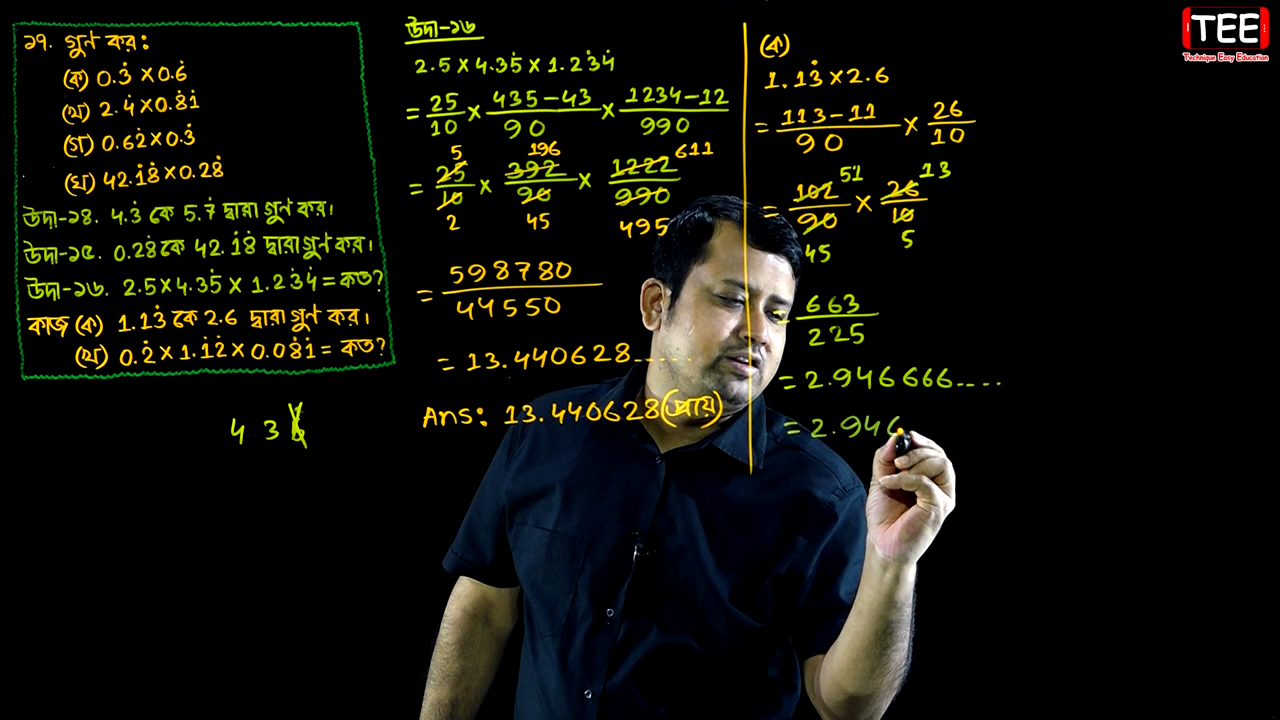 ১৭. গুণ কর:
(ক) 0.3̇ × 0.6̇
(খ) 2.4̇ × 0.8̇1̇
(গ) 0.62̇ × 0.3̇
(ঘ) 42.1̇8̇ × 0.28̇
উদা-১৪. 4.3̇ কে 5.7̇ দ্বারা গুণ কর।
উদা-১৫. 0.28̇ কে 42.1̇8̇ দ্বারা গুণ কর।
উদা-১৬. 2.5 × 4.35̇ × 1.23̇4̇ = কত?
কাজ (ক) 1.13̇ কে 2.6 দ্বারা গুণ কর।
(খ) 0.2̇ × 1.1̇2̇ × 0.08̇1̇ = কত?
4 3
উদা-১৬
2.5 × 4.35̇ × 1.23̇4̇
= 25/10 × 435-43/90 × 1234-12/990
5 196 611
= 25/10 × 392/90 × 1222/990
2 45 495
= 598780/44550
= 13.440628......
Ans: 13.440628 (প্রায়)
(ক)
1.13̇ × 2.6
= 113-11/90 × 26/10
51 13
= 102/90 × 26/10
45 5
= 663/225
= 2.946666....
= 2.946
TEE
Technique Easy Education